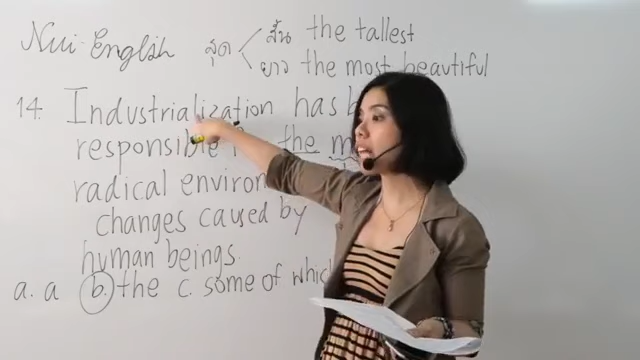 Nui-English สุด สั้น the tallest
ยาว the most beautiful
14. Industrialization has
responsible the
radical
changes caused by
human beings.
a. a b. the c. some of which